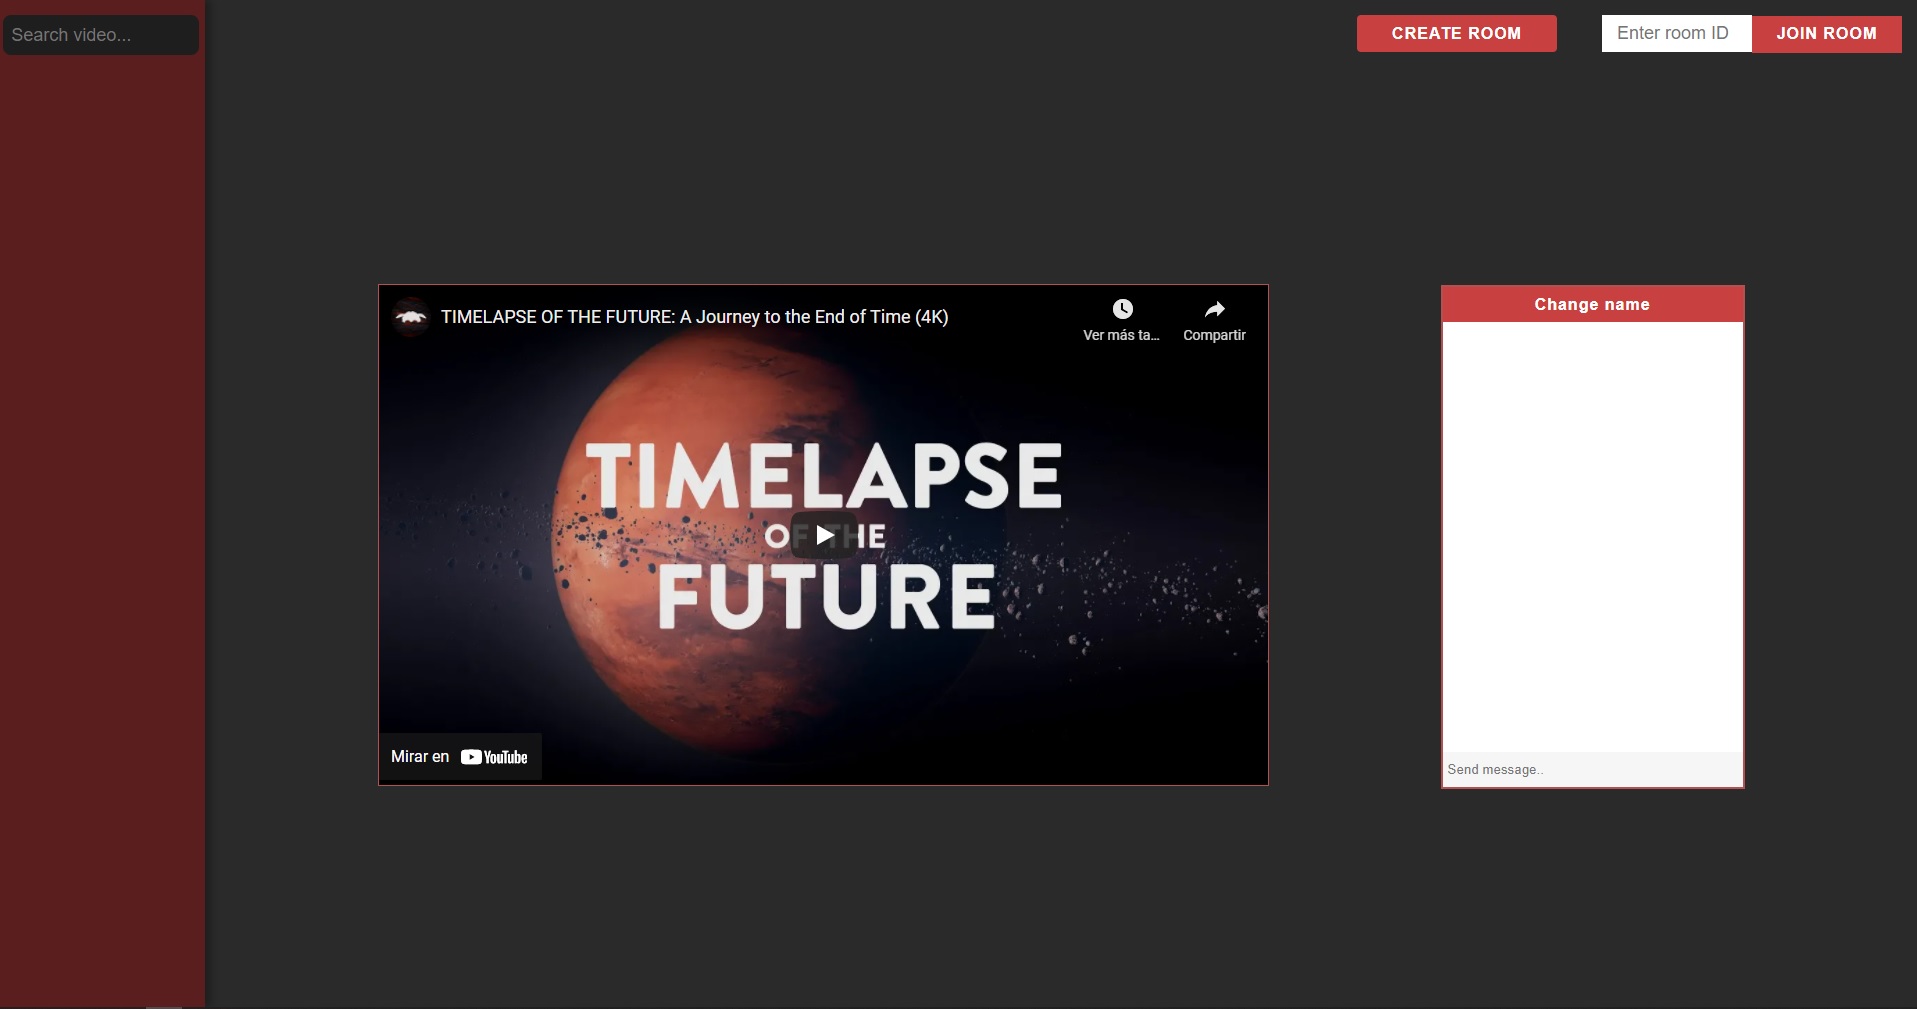 Search video...
CREATE ROOM
Enter room ID
JOIN ROOM
TIMELAPSE OF THE FUTURE: A Journey to the End of Time (4K)
Ver más ta...
Compartir
TIMELAPSE
OF THE
FUTURE
Mirar en YouTube
Change name
Send message..